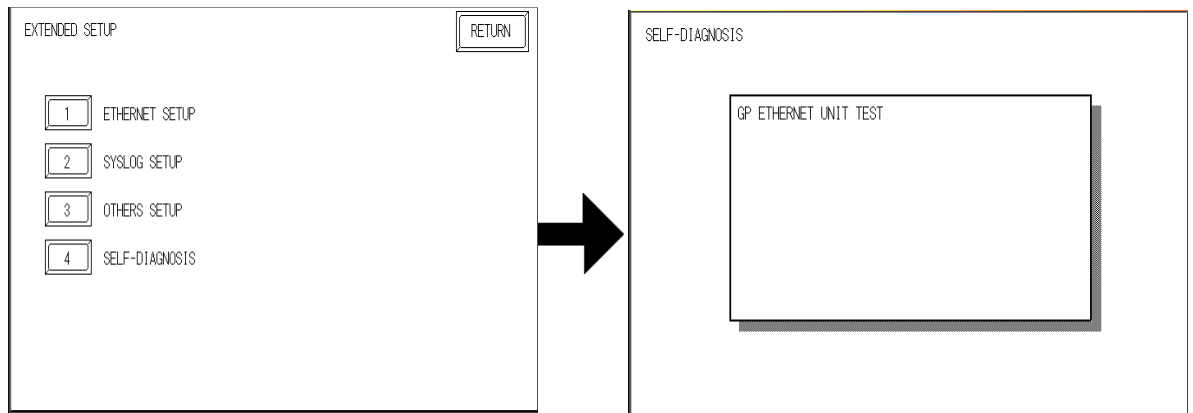 EXTENDED SETUP
RETURN
1 ETHERNET SETUP
2 SYSLOG SETUP
3 OTHERS SETUP
4 SELF-DIAGNOSIS
SELF-DIAGNOSIS
GP ETHERNET UNIT TEST